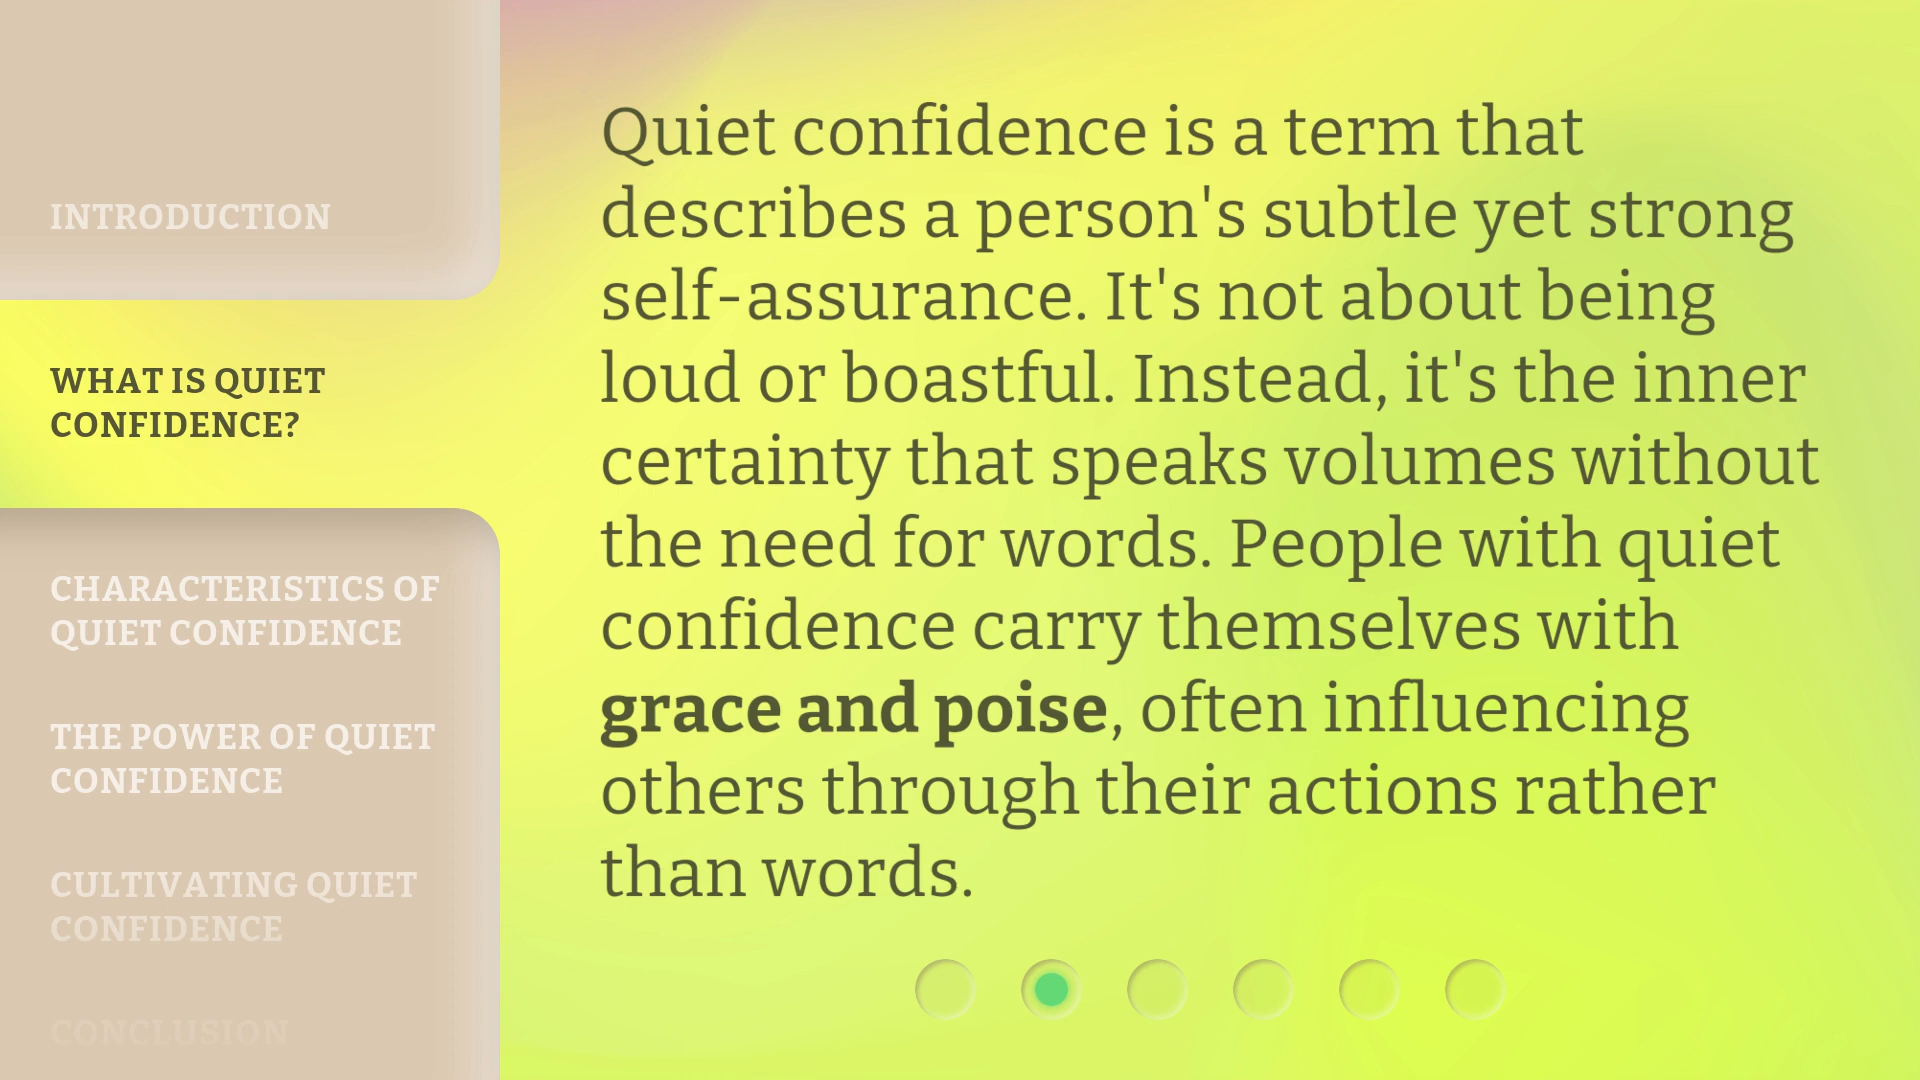 INTRODUCTION
WHAT IS QUIET
CONFIDENCE?
CHARACTERISTICS OF
QUIET CONFIDENCE
THE POWER OF QUIET
CONFIDENCE
CULTIVATING QUIET
CONFIDENCE
CONCLUSION
Quiet confidence is a term that
describes a person's subtle yet strong
self-assurance. It's not about being
loud or boastful. Instead, it's the inner
certainty that speaks volumes without
the need for words. People with quiet
confidence carry themselves with
grace and poise, often influencing
others through their actions rather
than words.